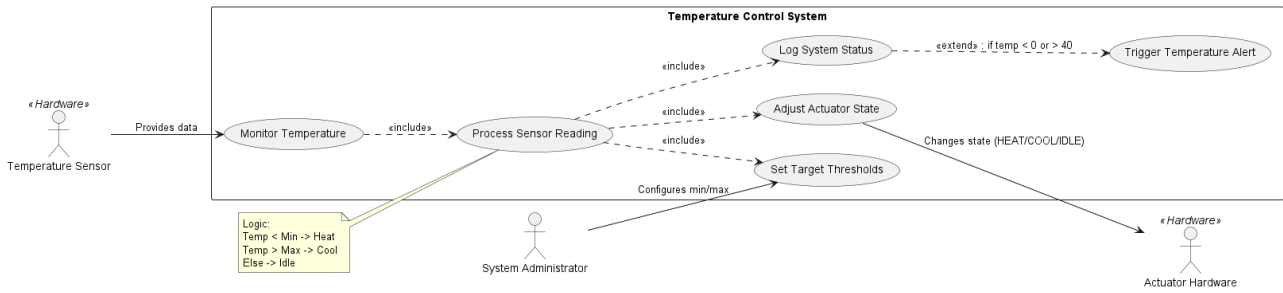 Temperature Control System
Log System Status
«extend» : if temp < 0 or > 40
Trigger Temperature Alert
«include»
«Hardware»
Temperature Sensor
Provides data
Monitor Temperature
«include»
Process Sensor Reading
«include»
Adjust Actuator State
Changes state (HEAT/COOL/IDLE)
«include»
Set Target Thresholds
Configures min/max
Logic:
Temp < Min -> Heat
Temp > Max -> Cool
Else -> Idle
System Administrator
«Hardware»
Actuator Hardware